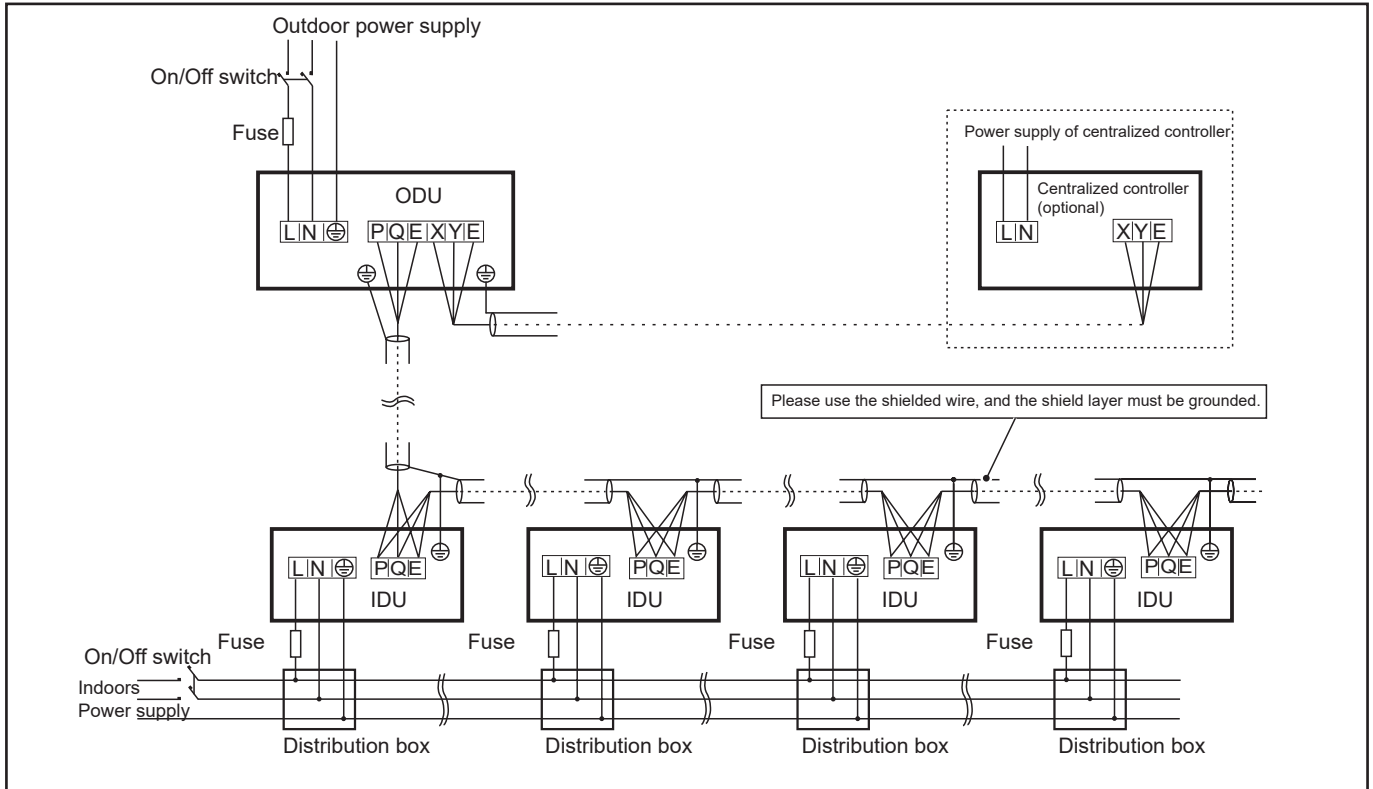 Outdoor power supply
On/Off switch
Fuse
ODU
L N
P Q E X Y E
Power supply of centralized controller
Centralized controller
(optional)
L N
X Y E
Please use the shielded wire, and the shield layer must be grounded.
L N
P Q E
IDU
L N
P Q E
IDU
L N
P Q E
IDU
L N
P Q E
IDU
Fuse
Fuse
Fuse
Fuse
On/Off switch
Indoors
Power supply
Distribution box
Distribution box
Distribution box
Distribution box